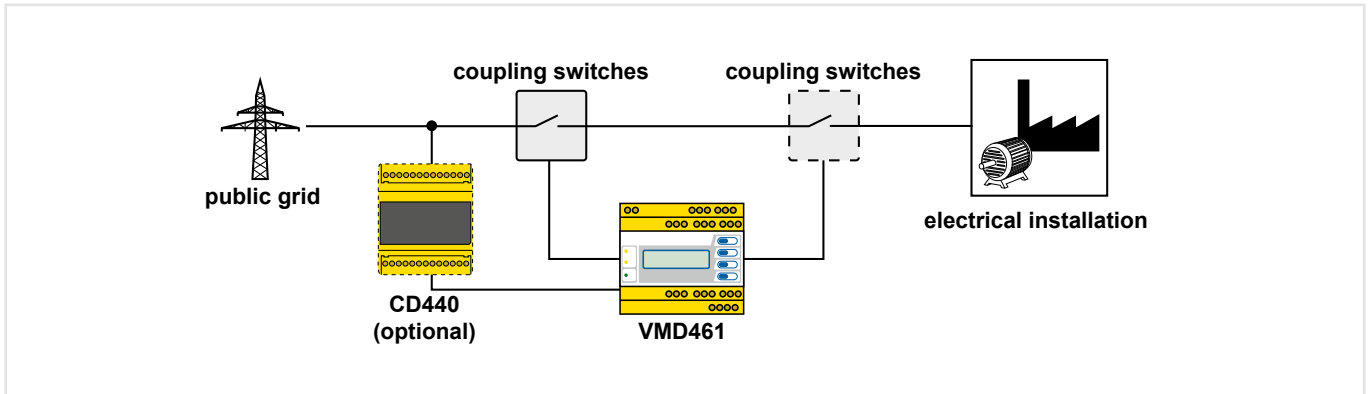 coupling switches
coupling switches
public grid
electrical installation
CD440
(optional)
VMD461